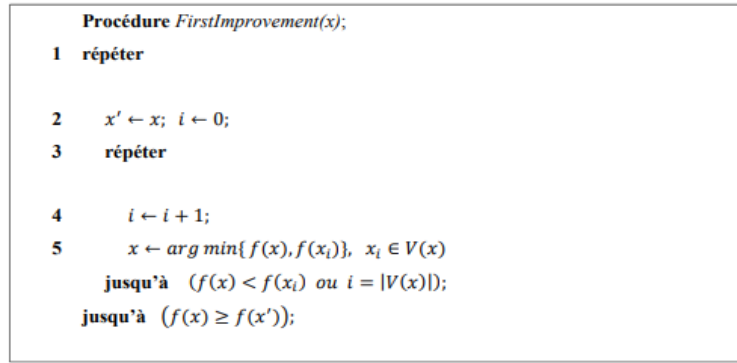 Procédure FirstImprovement(x);
1 répéter
2 x′ ← x; i ← 0;
3 répéter
4 i ← i + 1;
5 x ← arg min{ f(x), f(xᵢ)}, xᵢ ∈ V(x)
jusqu’à (f(x) < f(xᵢ) ou i = |V(x)|);
jusqu’à (f(x) ≥ f(x′));